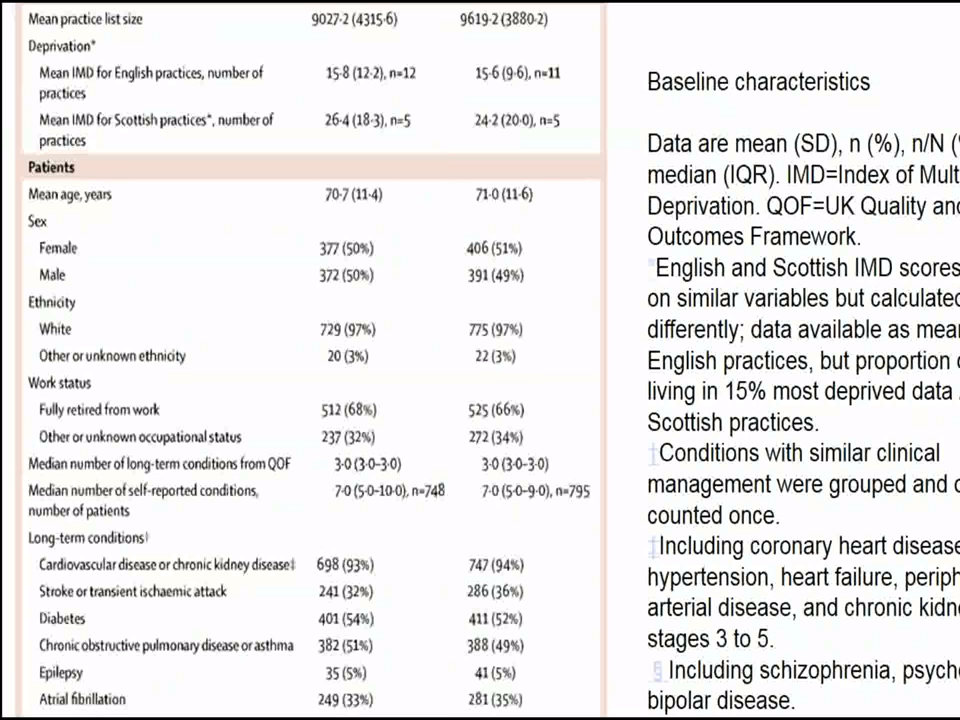 Mean practice list size 9027·2 (4315·6) 9619·2 (3880·2)
Deprivation*
Mean IMD for English practices, number of 15·8 (12·2), n=12 15·6 (9·6), n=11
practices
Mean IMD for Scottish practices*, number of 26·4 (18·3), n=5 24·2 (20·0), n=5
practices
Patients
Mean age, years 70·7 (11·4) 71·0 (11·6)
Sex
Female 377 (50%) 406 (51%)
Male 372 (50%) 391 (49%)
Ethnicity
White 729 (97%) 775 (97%)
Other or unknown ethnicity 20 (3%) 22 (3%)
Work status
Fully retired from work 512 (68%) 525 (66%)
Other or unknown occupational status 237 (32%) 272 (34%)
Median number of long-term conditions from QOF 3·0 (3·0–3·0) 3·0 (3·0–3·0)
Median number of self-reported conditions, 7·0 (5·0–10·0), n=748 7·0 (5·0–9·0), n=795
number of patients
Long-term conditions†
Cardiovascular disease or chronic kidney disease‡ 698 (93%) 747 (94%)
Stroke or transient ischaemic attack 241 (32%) 286 (36%)
Diabetes 401 (54%) 411 (52%)
Chronic obstructive pulmonary disease or asthma 382 (51%) 388 (49%)
Epilepsy 35 (5%) 41 (5%)
Atrial fibrillation 249 (33%) 281 (35%)
Baseline characteristics
Data are mean (SD), n (%), n/N (
median (IQR). IMD=Index of Mult
Deprivation. QOF=UK Quality and
Outcomes Framework.
*English and Scottish IMD scores
on similar variables but calculated
differently; data available as mea
English practices, but proportion
living in 15% most deprived data
Scottish practices.
†Conditions with similar clinical
management were grouped and
counted once.
‡Including coronary heart disease
hypertension, heart failure, periph
arterial disease, and chronic kidn
stages 3 to 5.
§ Including schizophrenia, psych
bipolar disease.